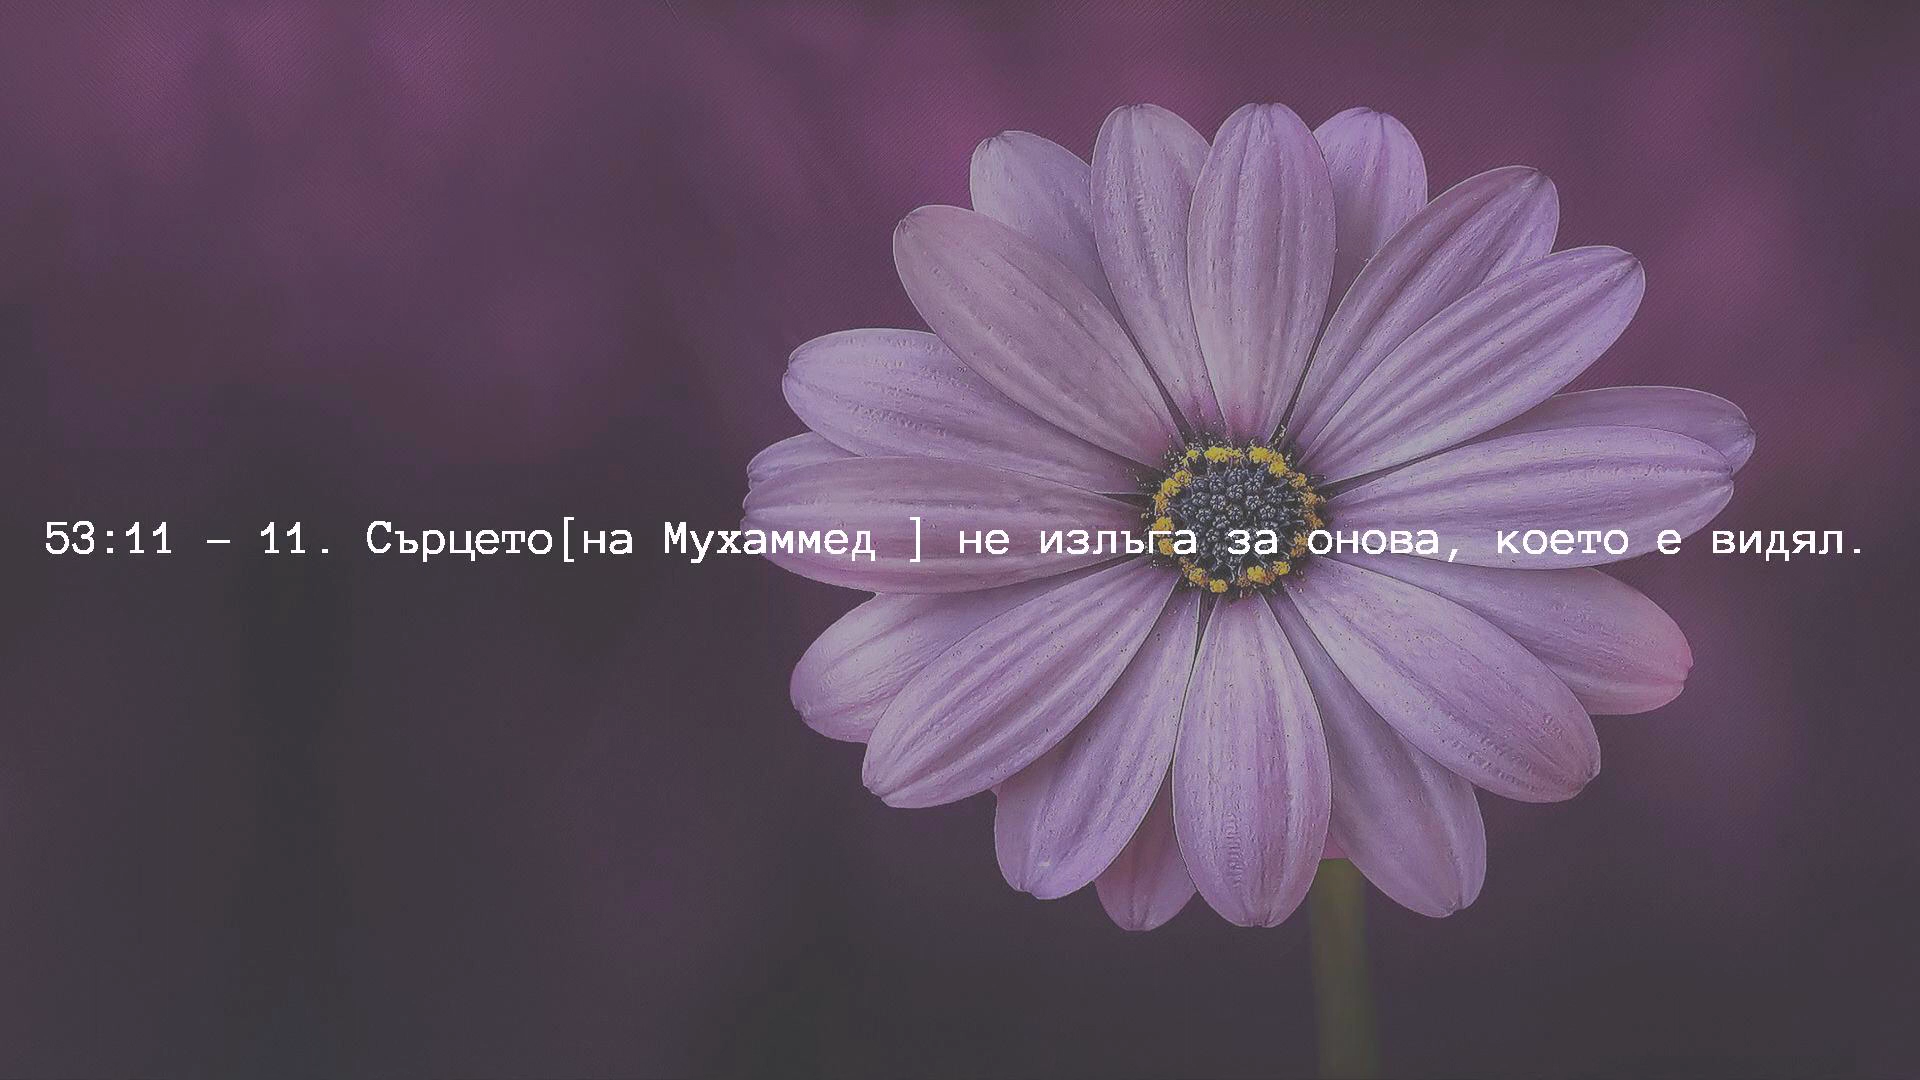 53:11 – 11. Сърцето[на Мухаммед ] не излъга за онова, което е видял.